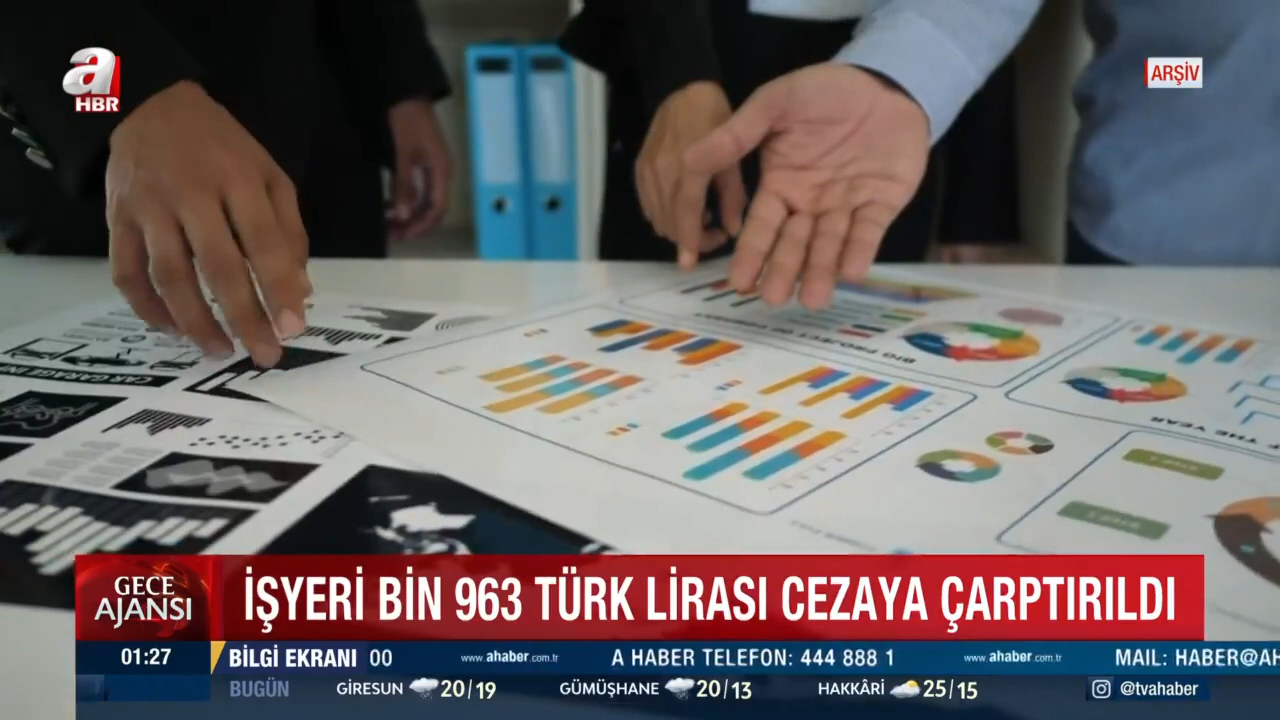 a
HBR
ARŞİV
BIG PROJECT
CAR GARAGE INF
F THE YEAR
GECE
AJANSI
İŞYERİ BİN 963 TÜRK LİRASI CEZAYA ÇARPTIRILDI
01:27
BİLGİ EKRANI
00 www.ahaber.com.tr A HABER TELEFON: 444 888 1 www.ahaber.com.tr MAIL: HABER@AH
a
BUGÜN
GİRESUN 20/19 GÜMÜŞHANE 20/13 HAKKÂRİ 25/15
@tvahaber